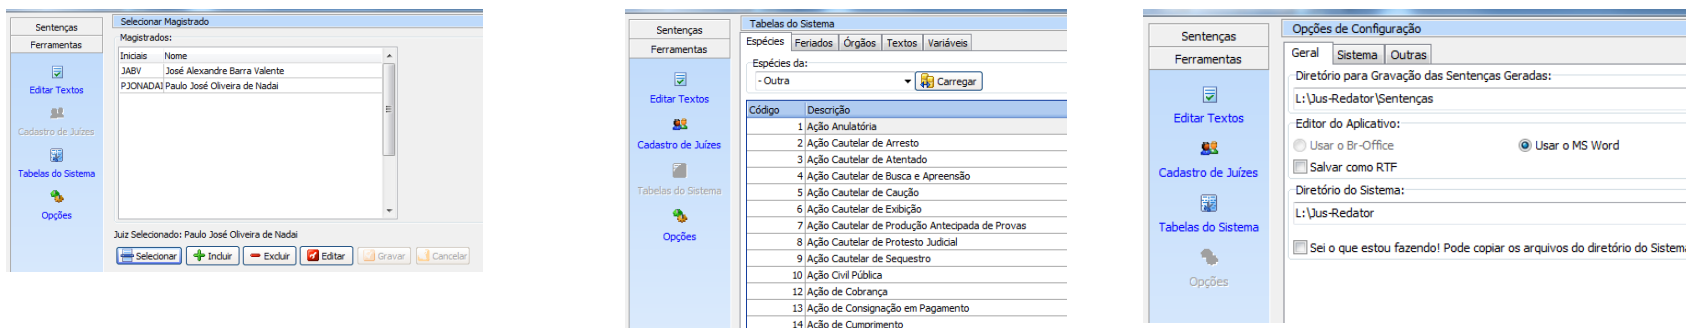 Sentenças
Ferramentas
Editar Textos
Cadastro de Juízes
Tabelas do Sistema
Opções
Selecionar Magistrado
Magistrados:
Iniciais Nome
JABV José Alexandre Barra Valente
PJONADAI Paulo José Oliveira de Nadai
Juiz Selecionado: Paulo José Oliveira de Nadai
Selecionar Incluir Excluir Editar Gravar Cancelar
Sentenças
Ferramentas
Editar Textos
Cadastro de Juízes
Tabelas do Sistema
Opções
Tabelas do Sistema
Espécies Feriados Órgãos Textos Variáveis
Espécies da:
- Outra Carregar
Código Descrição
1 Ação Anulatória
2 Ação Cautelar de Arresto
3 Ação Cautelar de Atentado
4 Ação Cautelar de Busca e Apreensão
5 Ação Cautelar de Caução
6 Ação Cautelar de Exibição
7 Ação Cautelar de Produção Antecipada de Provas
8 Ação Cautelar de Protesto Judicial
9 Ação Cautelar de Sequestro
10 Ação Civil Pública
12 Ação de Cobrança
13 Ação de Consignação em Pagamento
14 Ação de Cumprimento
Sentenças
Ferramentas
Editar Textos
Cadastro de Juízes
Tabelas do Sistema
Opções
Opções de Configuração
Geral Sistema Outras
Diretório para Gravação das Sentenças Geradas:
L:\Jus-Redator\Sentenças
Editor do Aplicativo:
Usar o Br-Office Usar o MS Word
Salvar como RTF
Diretório do Sistema:
L:\Jus-Redator
Sei o que estou fazendo! Pode copiar os arquivos do diretório do Sistema